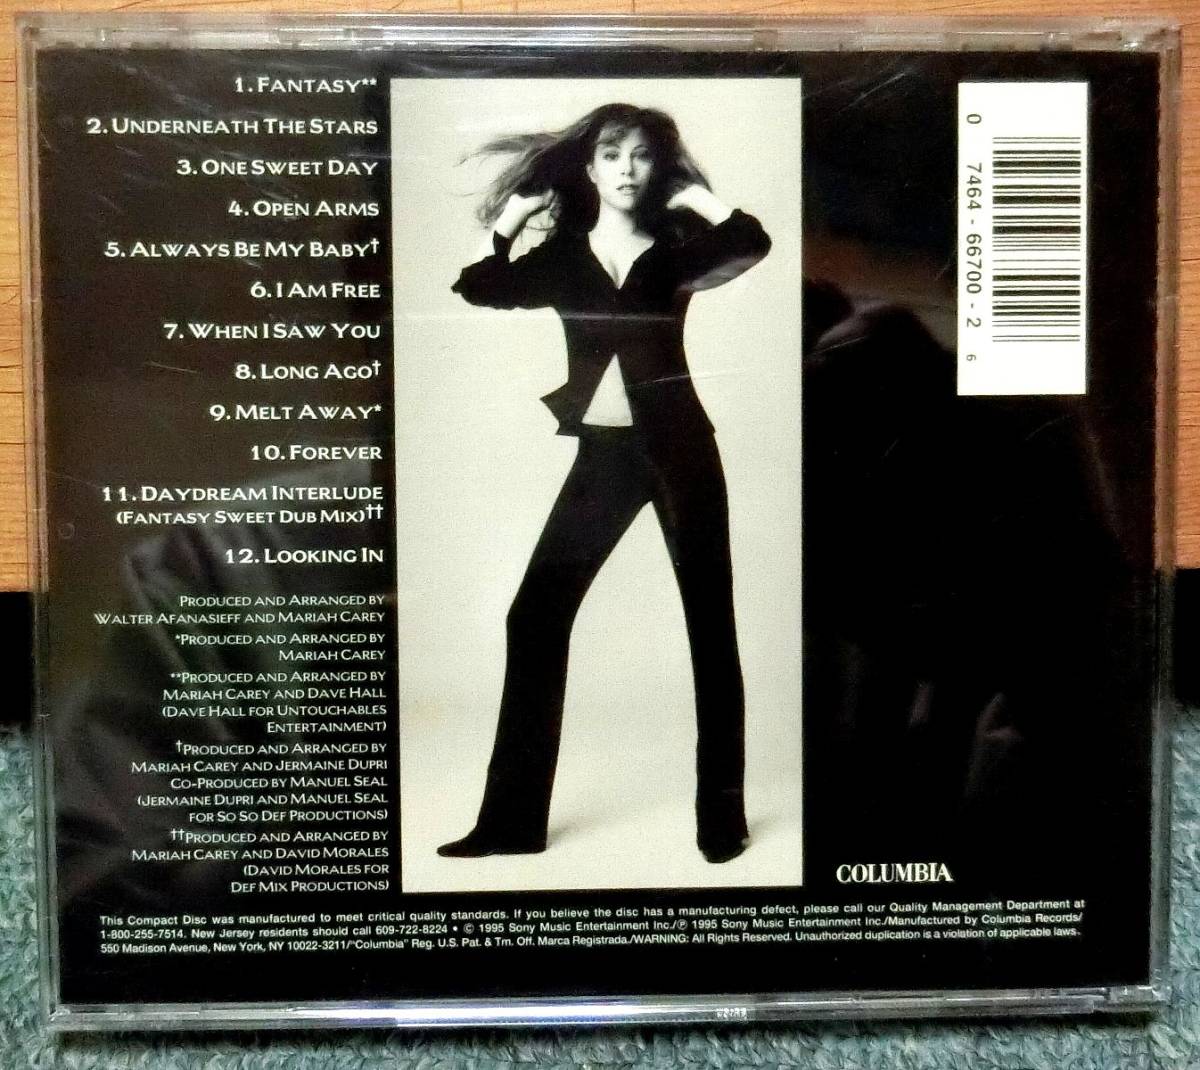 1. FANTASY**
2. UNDERNEATH THE STARS
3. ONE SWEET DAY
4. OPEN ARMS
5. ALWAYS BE MY BABY†
6. I AM FREE
7. WHEN I SAW YOU
8. LONG AGO†
9. MELT AWAY*
10. FOREVER
11. DAYDREAM INTERLUDE
(FANTASY SWEET DUB MIX)††
12. LOOKING IN
PRODUCED AND ARRANGED BY
WALTER AFANASIEFF AND MARIAH CAREY
*PRODUCED AND ARRANGED BY
MARIAH CAREY
**PRODUCED AND ARRANGED BY
MARIAH CAREY AND DAVE HALL
(DAVE HALL FOR UNTOUCHABLES
ENTERTAINMENT)
†PRODUCED AND ARRANGED BY
MARIAH CAREY AND JERMAINE DUPRI
CO-PRODUCED BY MANUEL SEAL
(JERMAINE DUPRI AND MANUEL SEAL
FOR SO SO DEF PRODUCTIONS)
††PRODUCED AND ARRANGED BY
MARIAH CAREY AND DAVID MORALES
(DAVID MORALES FOR
DEF MIX PRODUCTIONS)
0 7464-66700-2 6
COLUMBIA
This Compact Disc was manufactured to meet critical quality standards. If you believe the disc has a manufacturing defect, please call our Quality Management Department at
1-800-255-7514. New Jersey residents should call 609-722-8224 • © 1995 Sony Music Entertainment Inc./℗ 1995 Sony Music Entertainment Inc./Manufactured by Columbia Records/
550 Madison Avenue, New York, NY 10022-3211/"Columbia" Reg. U.S. Pat. & Tm. Off. Marca Registrada./WARNING: All Rights Reserved. Unauthorized duplication is a violation of applicable laws.